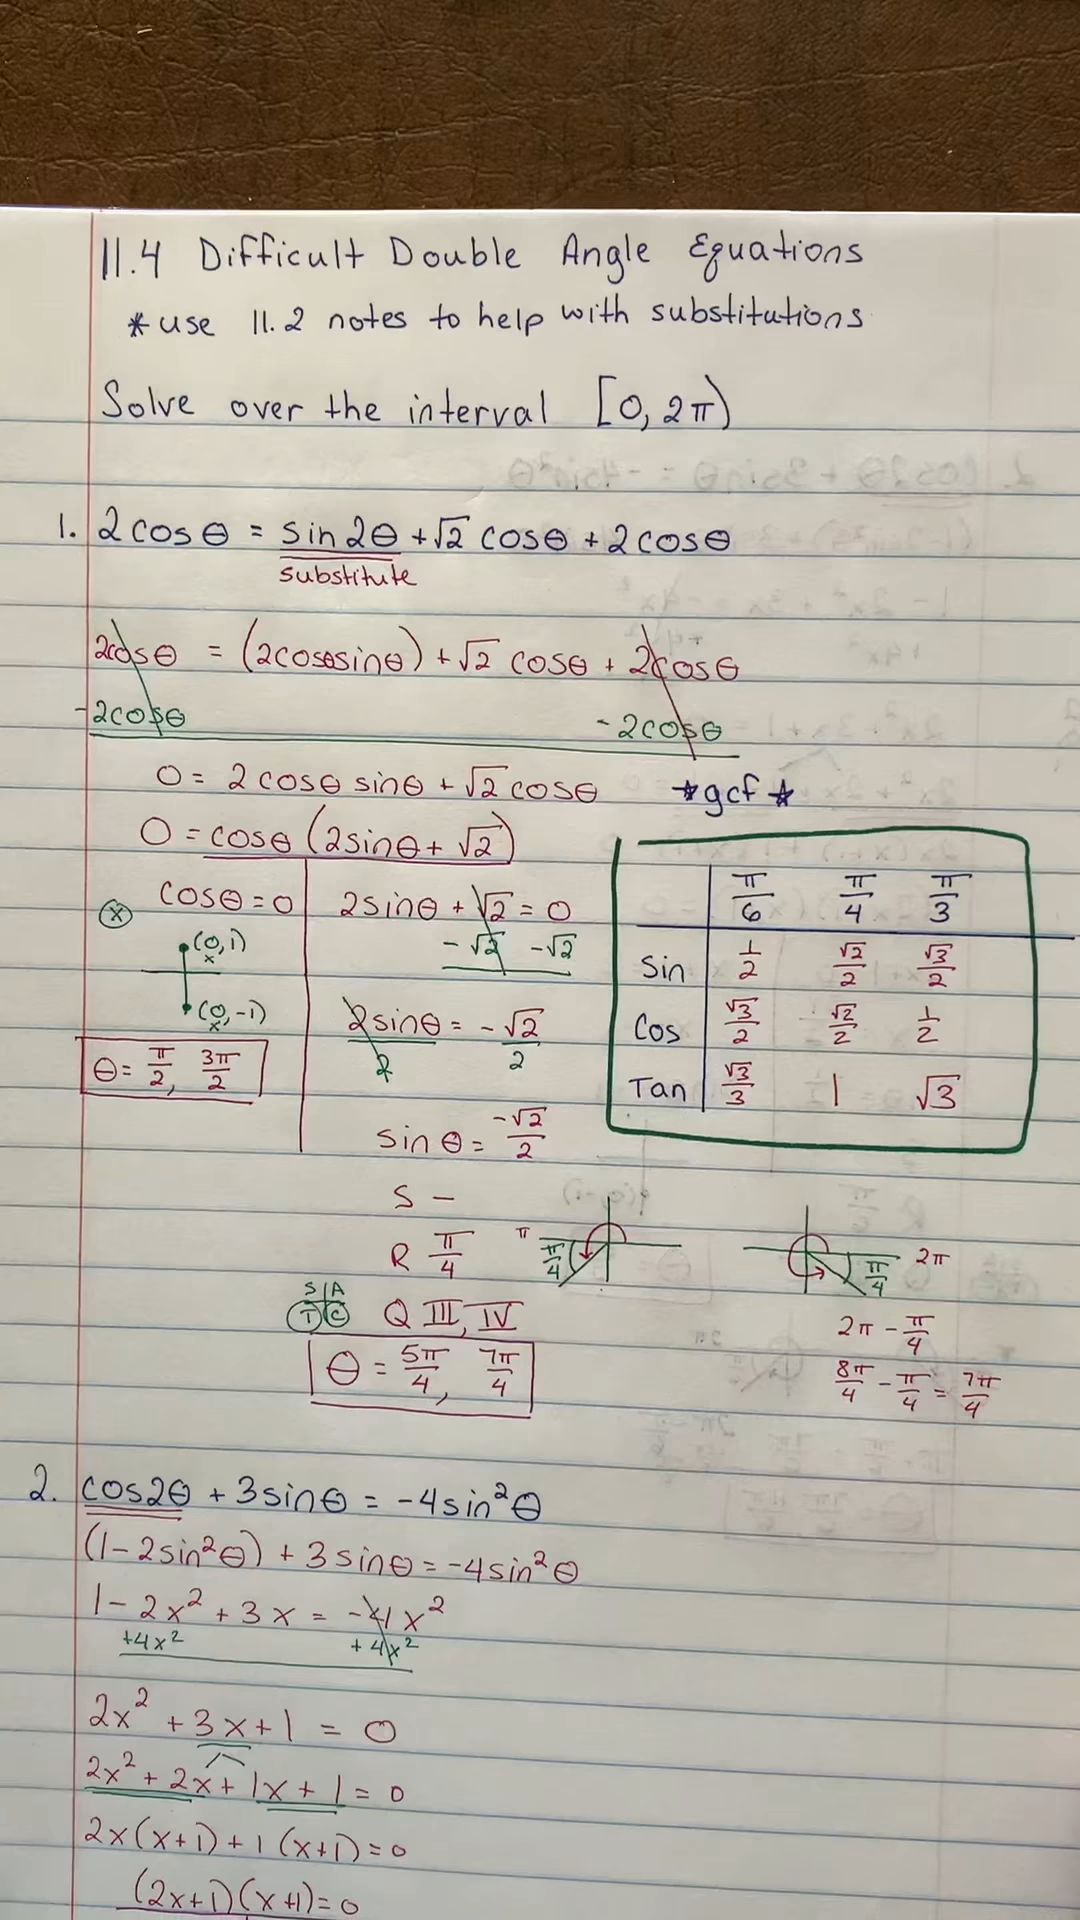 11.4 Difficult Double Angle Equations
* use 11.2 notes to help with substitutions
Solve over the interval [0, 2π)
1. 2cosθ = sin2θ + √2 cosθ + 2cosθ
substitute
2cosθ = (2cosθsinθ) + √2 cosθ + 2cosθ
-2cosθ -2cosθ
0 = 2cosθ sinθ + √2 cosθ *gcf*
0 = cosθ (2sinθ + √2)
cosθ = 0
x
(0,1)
x
(0,-1)
x
θ = π/2, 3π/2
2sinθ + √2 = 0
-√2 -√2
2sinθ = -√2
2 2
sinθ = -√2/2
S -
R π/4
S A
T C
Q III, IV
θ = 5π/4, 7π/4
π/6 π/4 π/3
Sin 1/2 √2/2 √3/2
Cos √3/2 √2/2 1/2
Tan √3/3 1 √3
π π/4
π/4 2π
2π - π/4
8π/4 - π/4 = 7π/4
2. cos2θ + 3sinθ = -4sin²θ
(1-2sin²θ) + 3sinθ = -4sin²θ
1 - 2x² + 3x = -4x²
+4x² +4x²
2x² + 3x + 1 = 0
2x² + 2x + 1x + 1 = 0
2x(x+1) + 1(x+1) = 0
(2x+1)(x+1) = 0